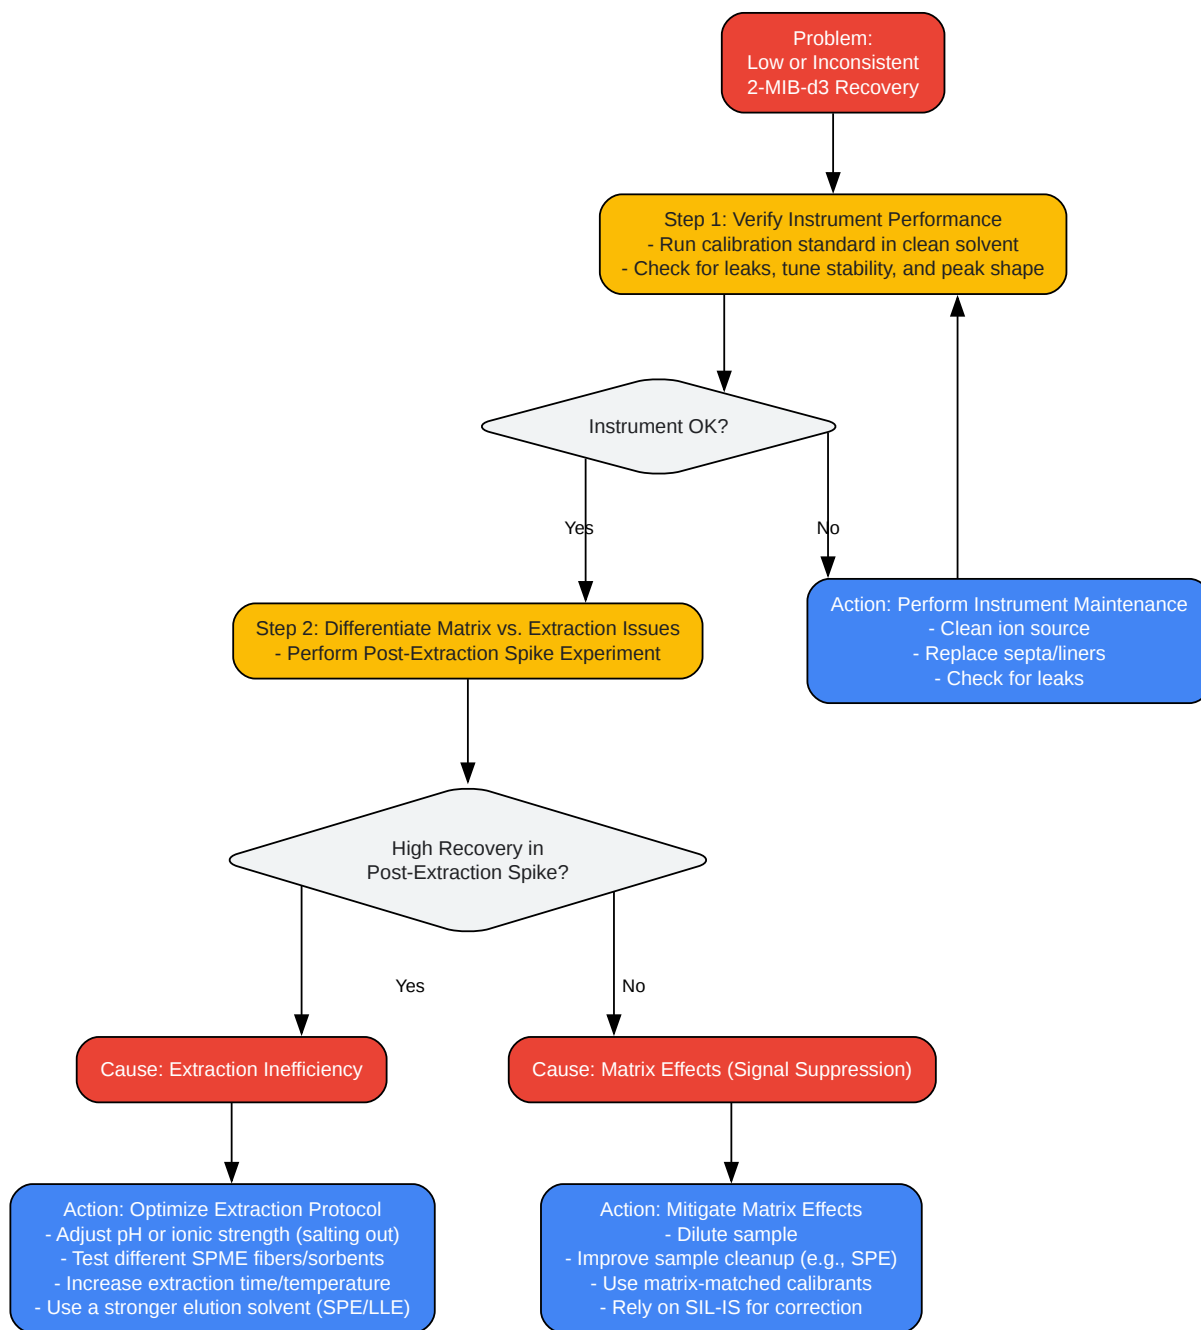 Problem:
Low or Inconsistent
2-MIB-d3 Recovery
Step 1: Verify Instrument Performance
- Run calibration standard in clean solvent
- Check for leaks, tune stability, and peak shape
Instrument OK?
Yes
No
Action: Perform Instrument Maintenance
- Clean ion source
- Replace septa/liners
- Check for leaks
Step 2: Differentiate Matrix vs. Extraction Issues
- Perform Post-Extraction Spike Experiment
High Recovery in
Post-Extraction Spike?
Yes
No
Cause: Extraction Inefficiency
Cause: Matrix Effects (Signal Suppression)
Action: Optimize Extraction Protocol
- Adjust pH or ionic strength (salting out)
- Test different SPME fibers/sorbents
- Increase extraction time/temperature
- Use a stronger elution solvent (SPE/LLE)
Action: Mitigate Matrix Effects
- Dilute sample
- Improve sample cleanup (e.g., SPE)
- Use matrix-matched calibrants
- Rely on SIL-IS for correction